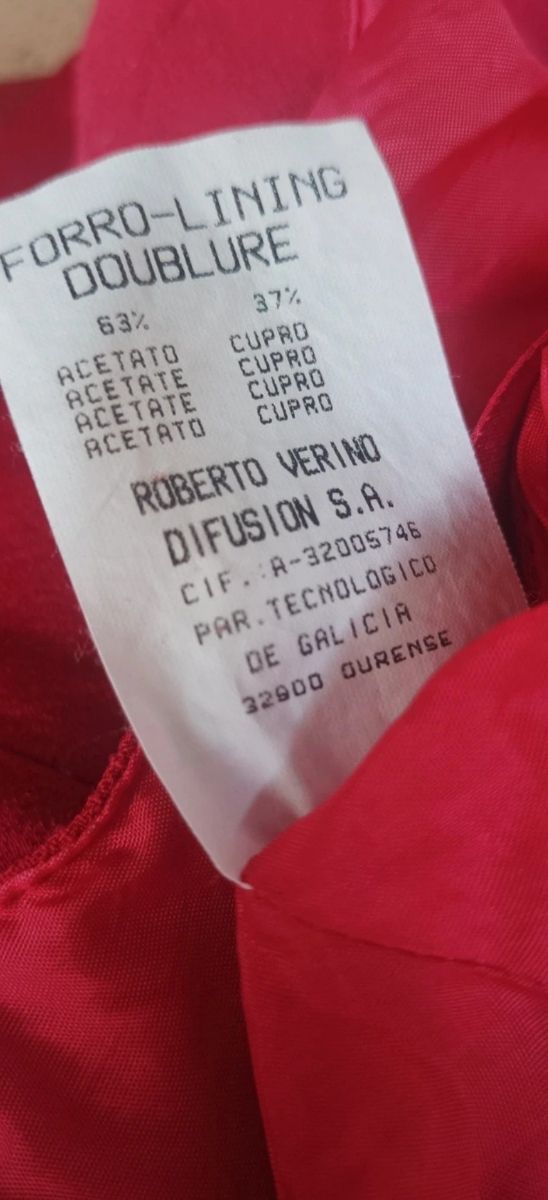 FORRO-LINING
DOUBLURE
63% 37%
ACETATO CUPRO
ACETATE CUPRO
ACETATE CUPRO
ACETATO CUPRO
ROBERTO VERINO
DIFUSION S.A.
CIF.:A-32005746
PAR.TECNOLOGICO
DE GALICIA
32900 OURENSE